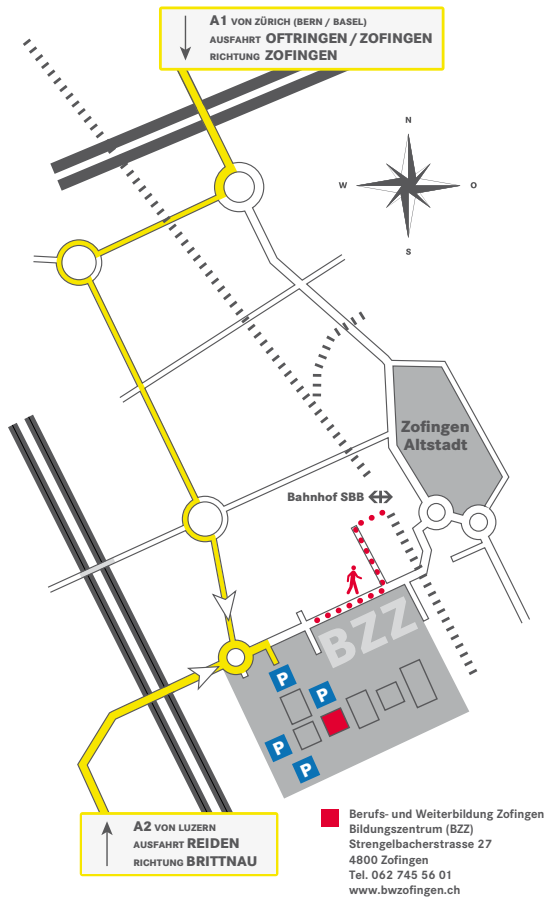 A1 VON ZÜRICH (BERN / BASEL)
AUSFAHRT OFTRINGEN / ZOFINGEN
RICHTUNG ZOFINGEN
N
W
O
S
Zofingen
Altstadt
Bahnhof SBB
BZZ
P
P
P
P
A2 VON LUZERN
AUSFAHRT REIDEN
RICHTUNG BRITTNAU
Berufs- und Weiterbildung Zofingen
Bildungszentrum (BZZ)
Strengelbacherstrasse 27
4800 Zofingen
Tel. 062 745 56 01
www.bwzofingen.ch